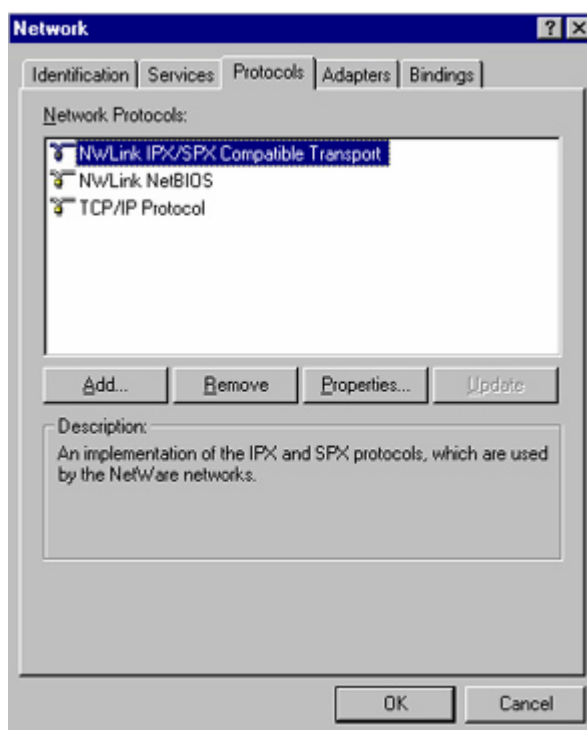 Network
Identification Services Protocols Adapters Bindings
Network Protocols:
NWLink IPX/SPX Compatible Transport
NWLink NetBIOS
TCP/IP Protocol
Add... Remove Properties... Update
Description:
An implementation of the IPX and SPX protocols, which are used
by the NetWare networks.
OK Cancel